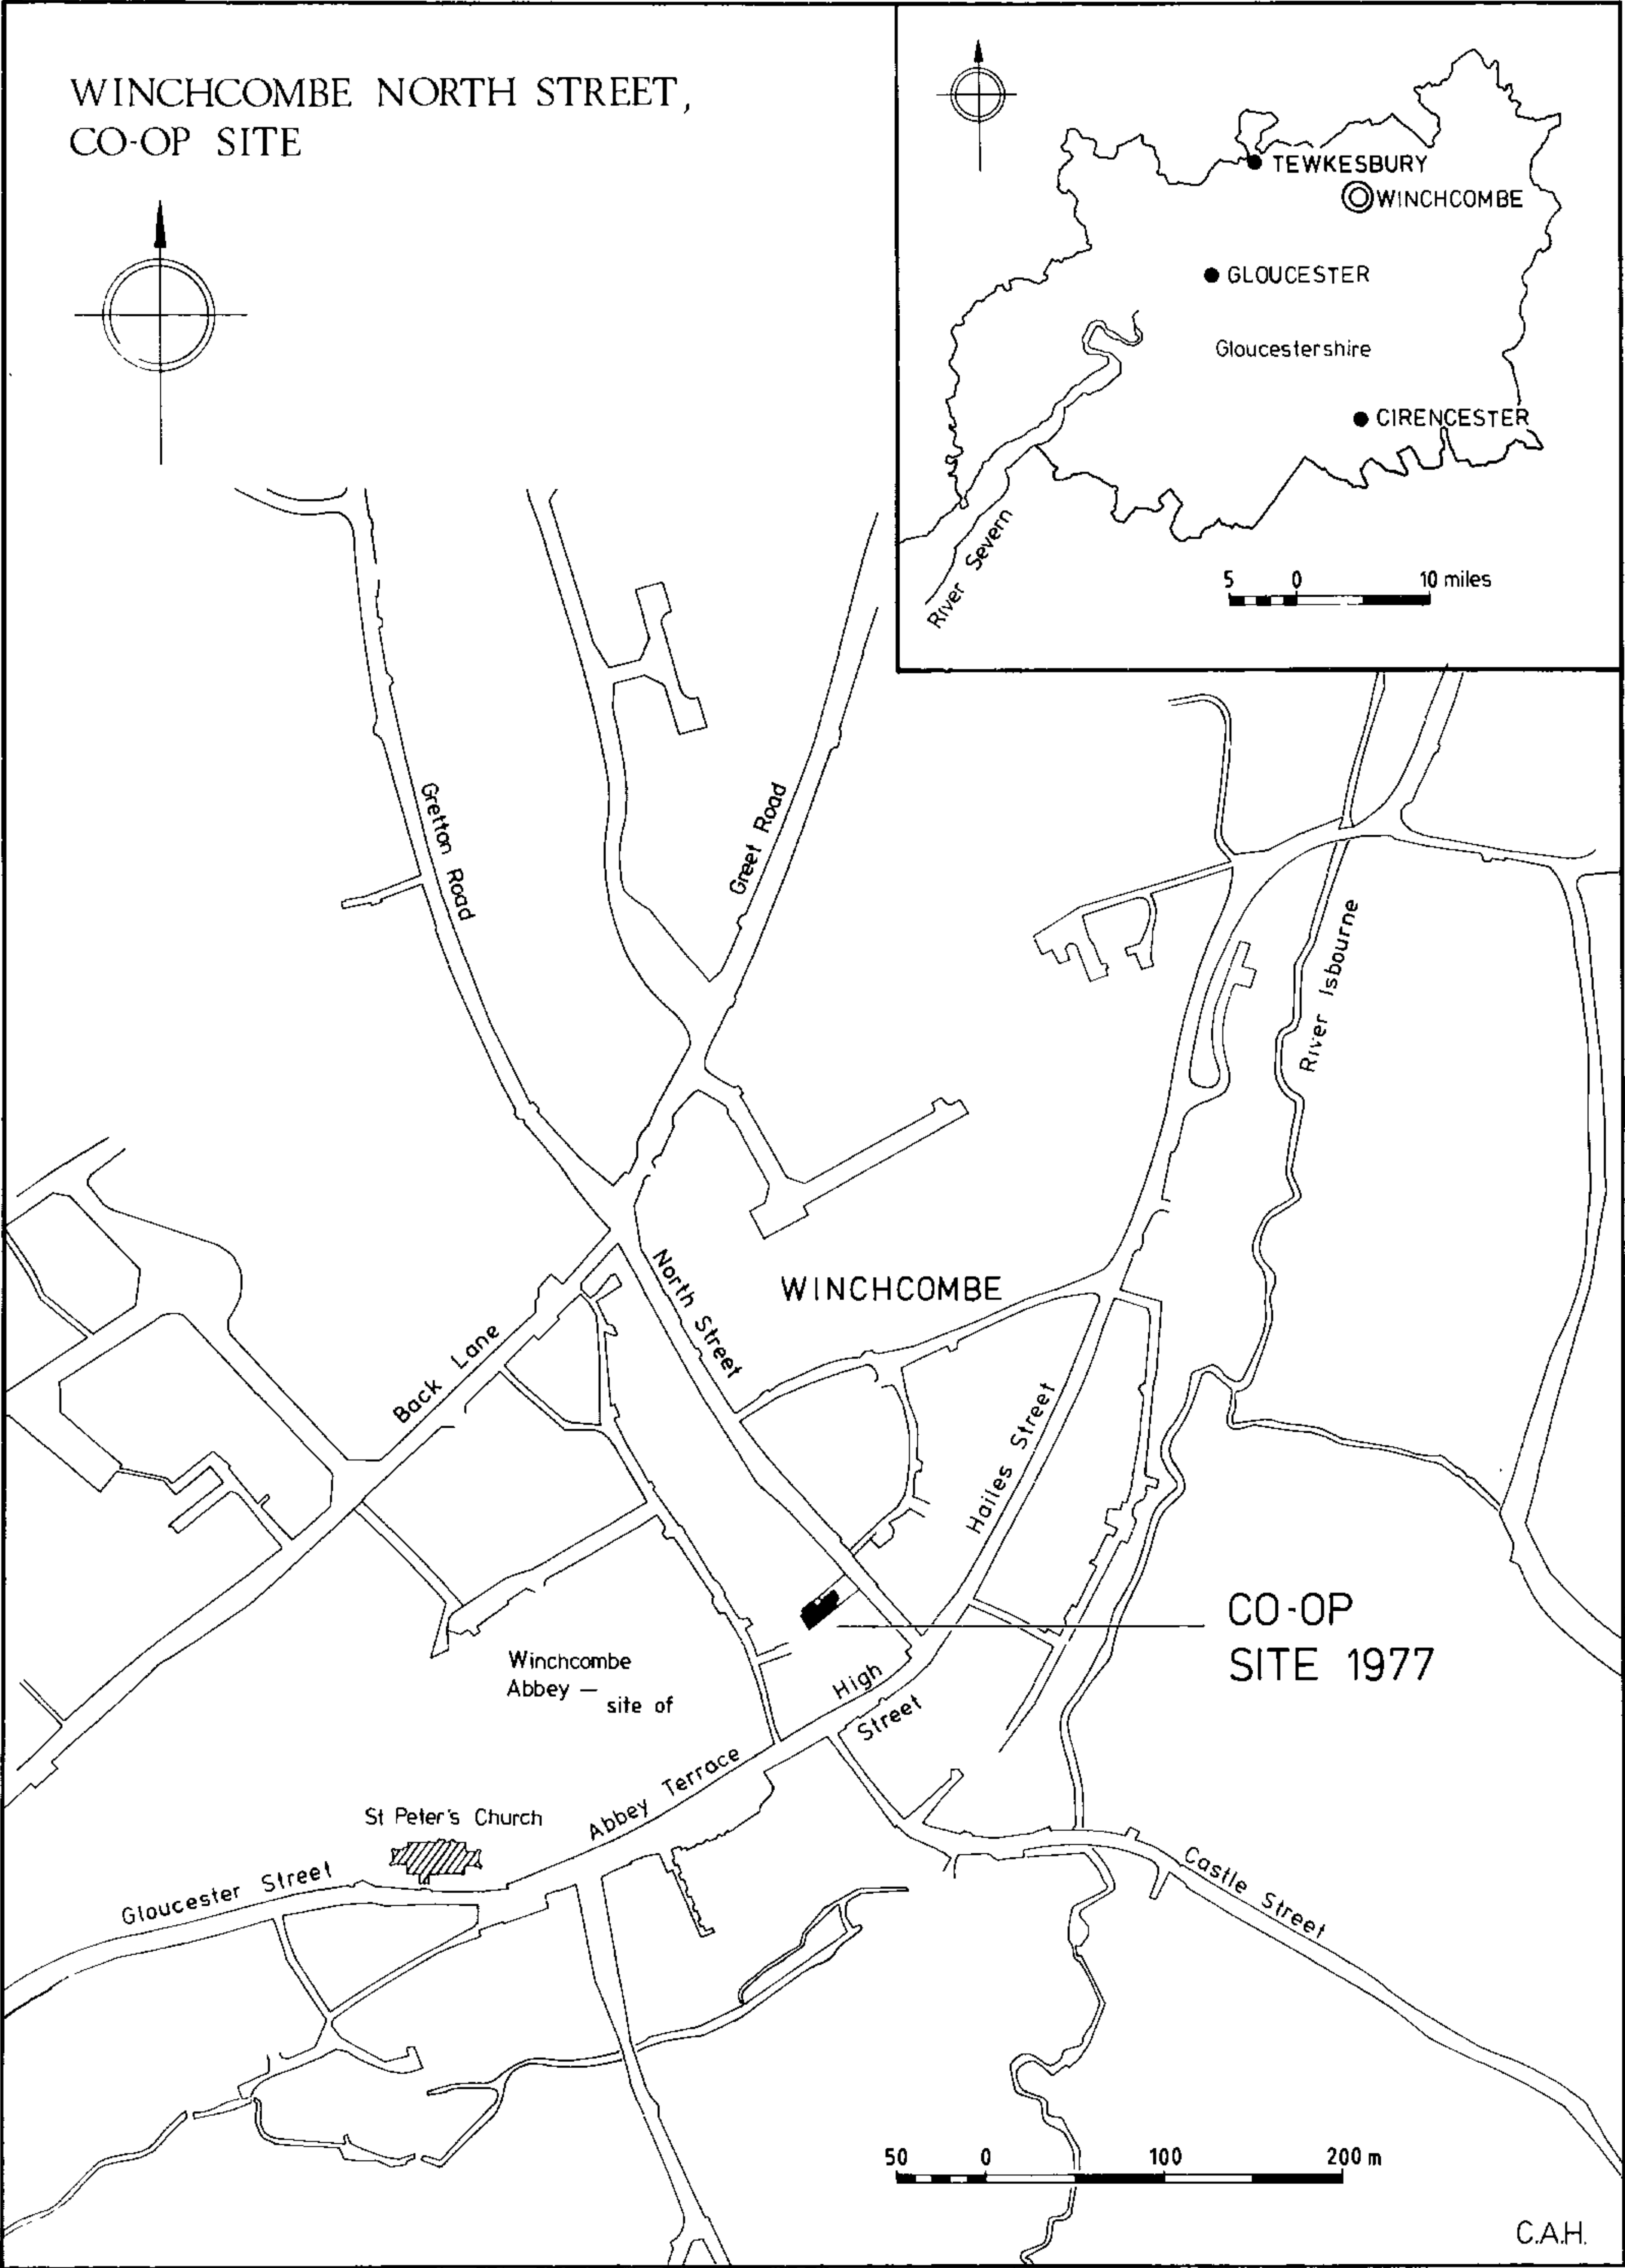 WINCHCOMBE NORTH STREET,
CO-OP SITE
TEWKESBURY
WINCHCOMBE
GLOUCESTER
Gloucestershire
CIRENCESTER
River Severn
5 0 10 miles
Gretton Road
Greet Road
River Isbourne
North Street
WINCHCOMBE
Back Lane
Hailes Street
CO-OP
SITE 1977
Winchcombe
Abbey —
site of
High
Street
Abbey Terrace
St Peter's Church
Gloucester Street
Castle Street
50 0 100 200 m
C.A.H.